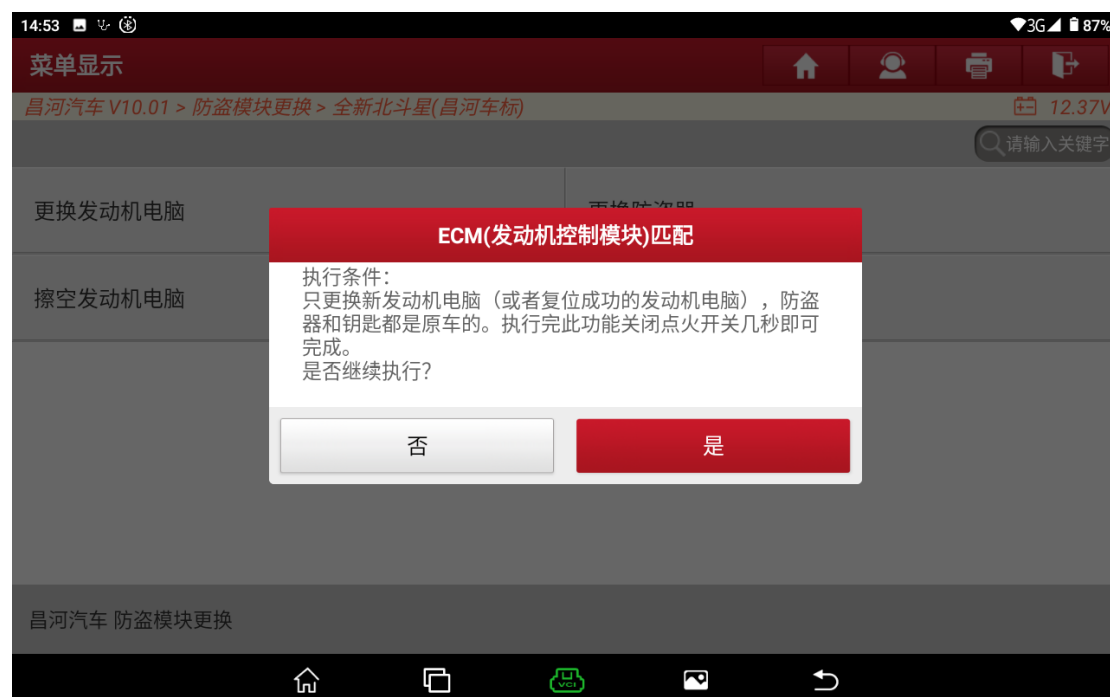 14:53
3G
87%
菜单显示
昌河汽车 V10.01 > 防盗模块更换 > 全新北斗星(昌河车标)
12.37V
请输入关键字
更换发动机电脑
更换防盗器
ECM(发动机控制模块)匹配
执行条件：
只更换新发动机电脑（或者复位成功的发动机电脑），防盗
器和钥匙都是原车的。执行完此功能关闭点火开关几秒即可
完成。
是否继续执行?
擦空发动机电脑
否
是
昌河汽车 防盗模块更换
VCI